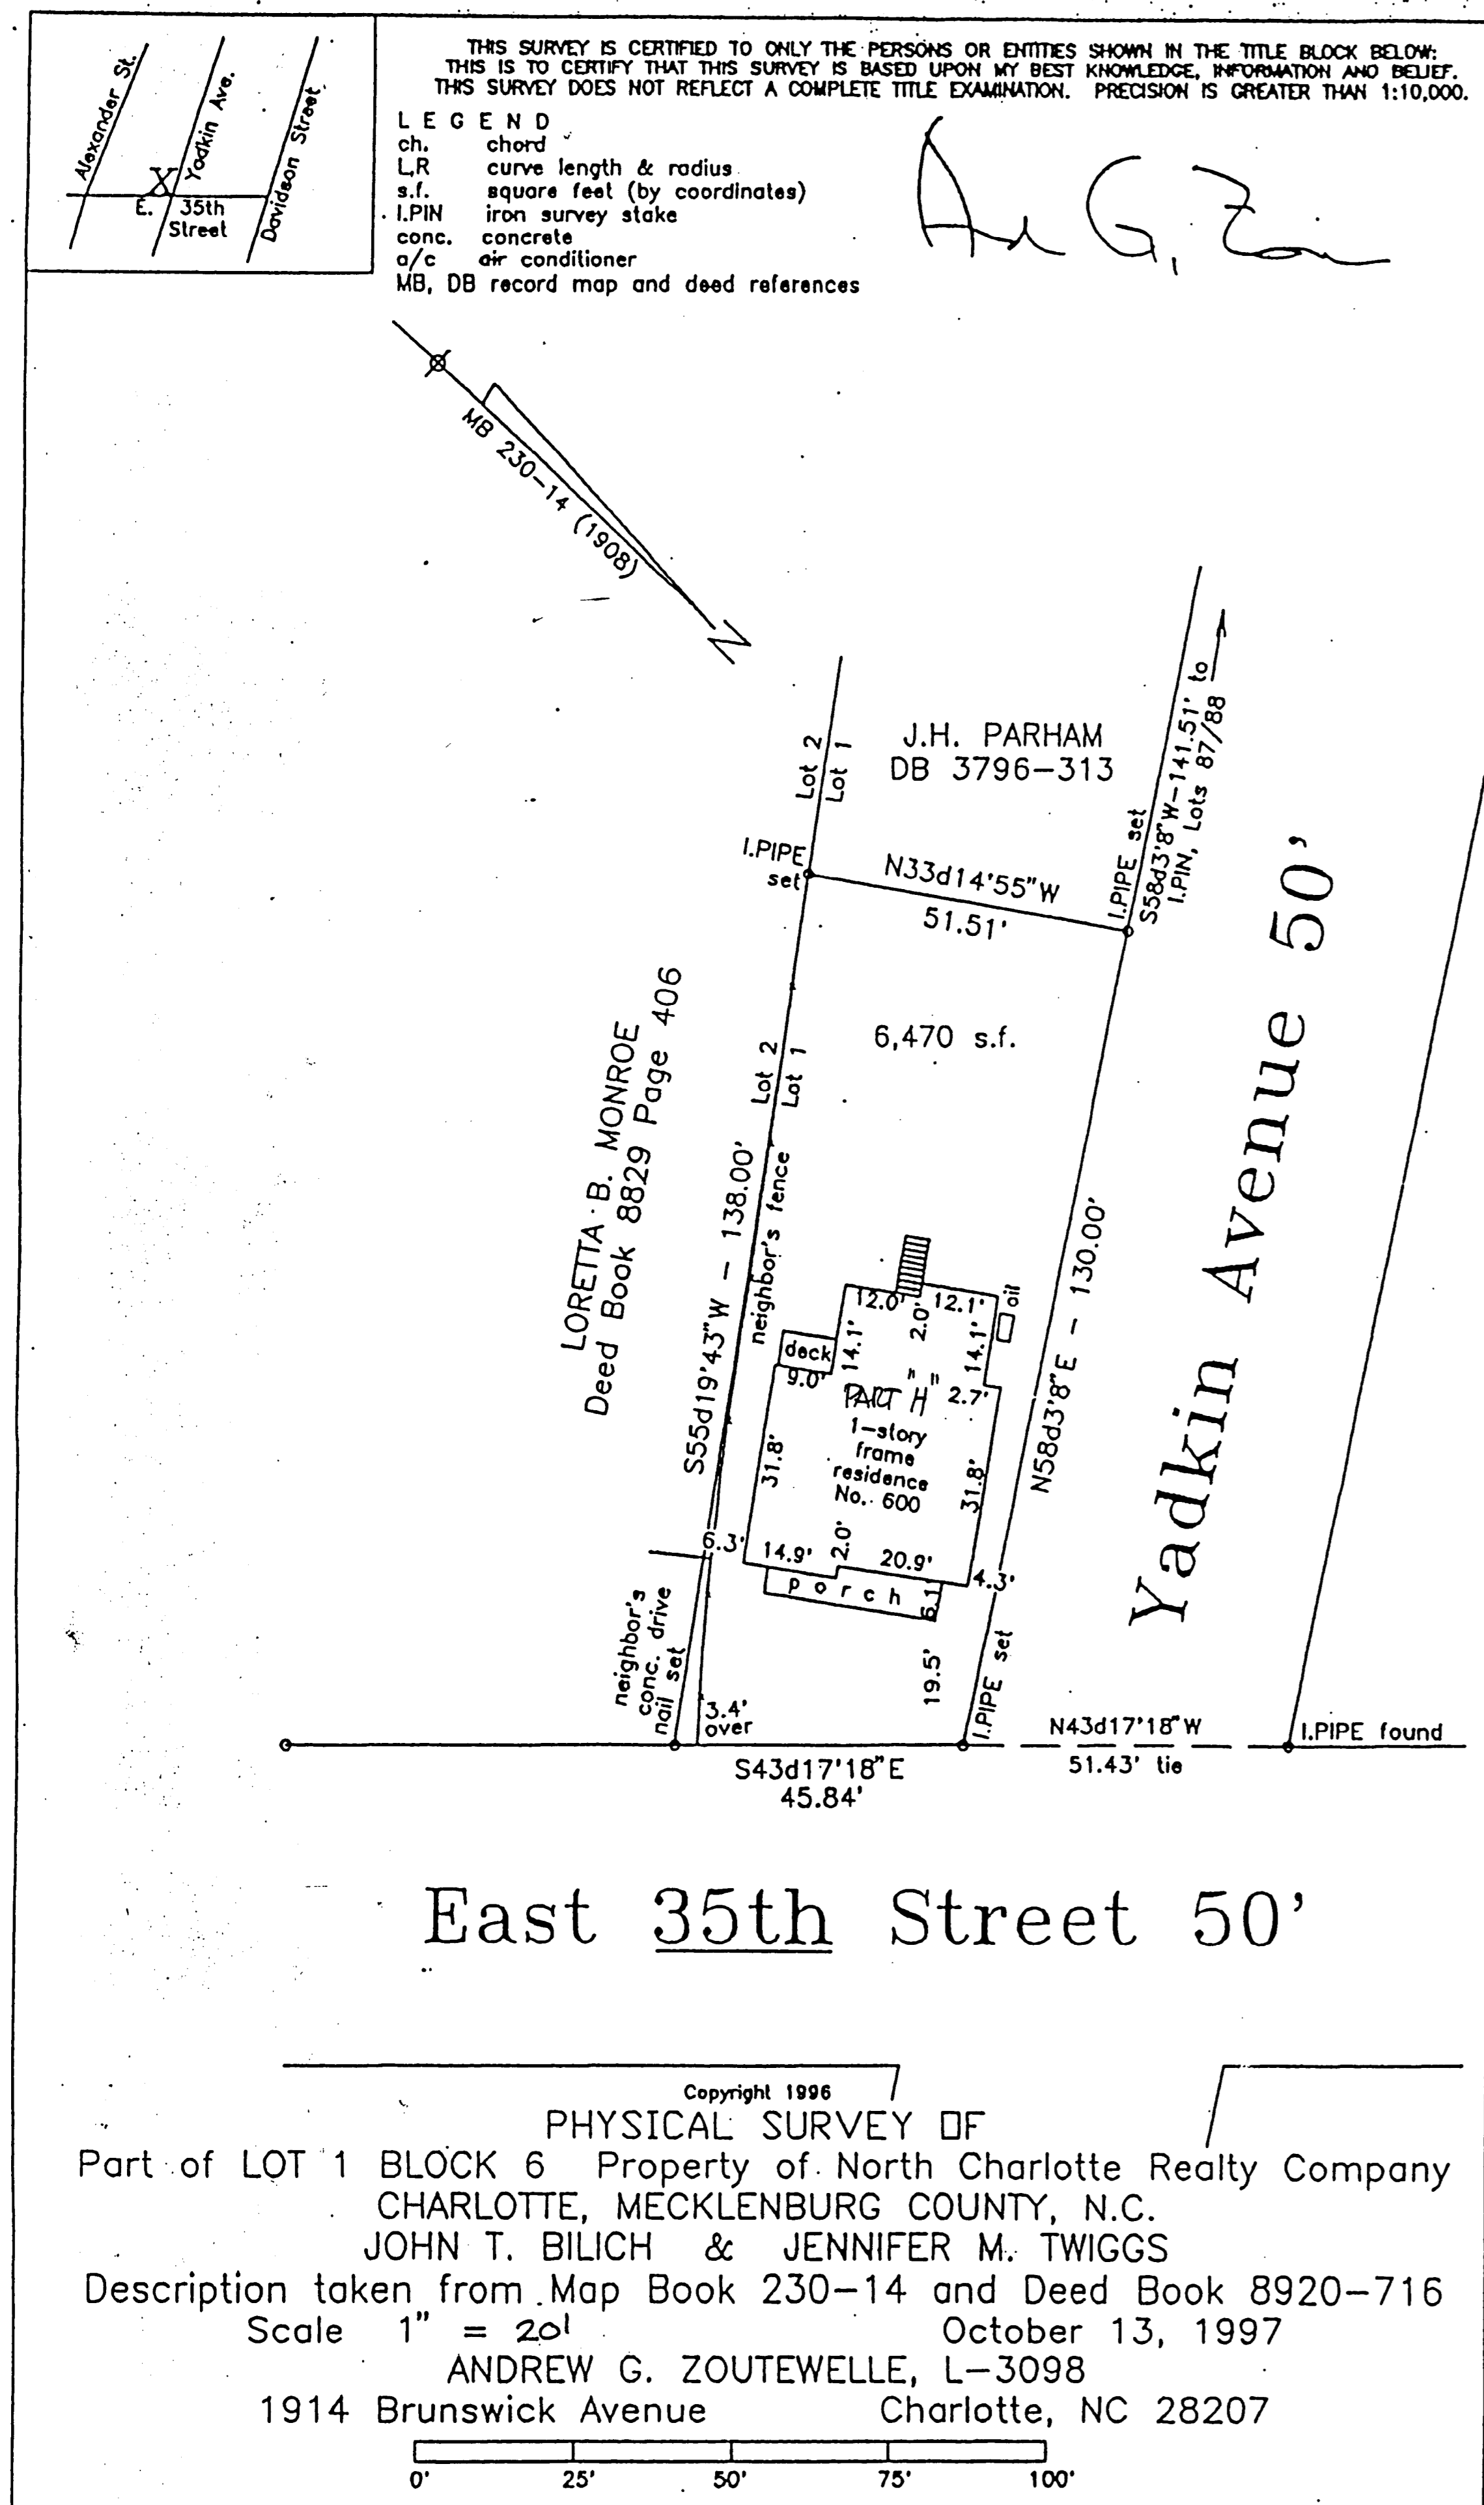 Alexander St.
Yadkin Ave.
Davidson Street
E. 35th
Street
X
THIS SURVEY IS CERTIFIED TO ONLY THE PERSONS OR ENTITIES SHOWN IN THE TITLE BLOCK BELOW:
THIS IS TO CERTIFY THAT THIS SURVEY IS BASED UPON MY BEST KNOWLEDGE, INFORMATION AND BELIEF.
THIS SURVEY DOES NOT REFLECT A COMPLETE TITLE EXAMINATION. PRECISION IS GREATER THAN 1:10,000.
L E G E N D
ch. chord
L,R curve length & radius
s.f. square feet (by coordinates)
I.PIN iron survey stake
conc. concrete
a/c air conditioner
MB, DB record map and deed references
MB 230-14 (1908)
N
Lot 2
Lot 1
J.H. PARHAM
DB 3796-313
I.PIPE set
S58d3'8"W-141.51' to
I.PIN, Lots 87/88
I.PIPE
set
N33d14'55"W
51.51'
LORETTA B. MONROE
Deed Book 8829 Page 406
6,470 s.f.
Lot 2
Lot 1
S55d19'43"W - 138.00'
neighbor's fence
N58d3'8"E - 130.00'
Yadkin Avenue 50'
12.0'
2.0'
12.1'
oil
deck
9.0'
14.1'
14.1'
PART "H"
2.7'
1-story
frame
residence
No. 600
31.8'
31.8'
6.3'
14.9'
2.0'
20.9'
4.3'
porch
6.1
neighbor's
conc. drive
nail set
3.4'
over
19.5'
I.PIPE set
N43d17'18"W
51.43' tie
I.PIPE found
S43d17'18"E
45.84'
East 35th Street 50'
Copyright 1996
PHYSICAL SURVEY OF
Part of LOT 1 BLOCK 6 Property of North Charlotte Realty Company
CHARLOTTE, MECKLENBURG COUNTY, N.C.
JOHN T. BILICH & JENNIFER M. TWIGGS
Description taken from Map Book 230-14 and Deed Book 8920-716
Scale 1" = 20' October 13, 1997
ANDREW G. ZOUTEWELLE, L-3098
1914 Brunswick Avenue Charlotte, NC 28207
0' 25' 50' 75' 100'